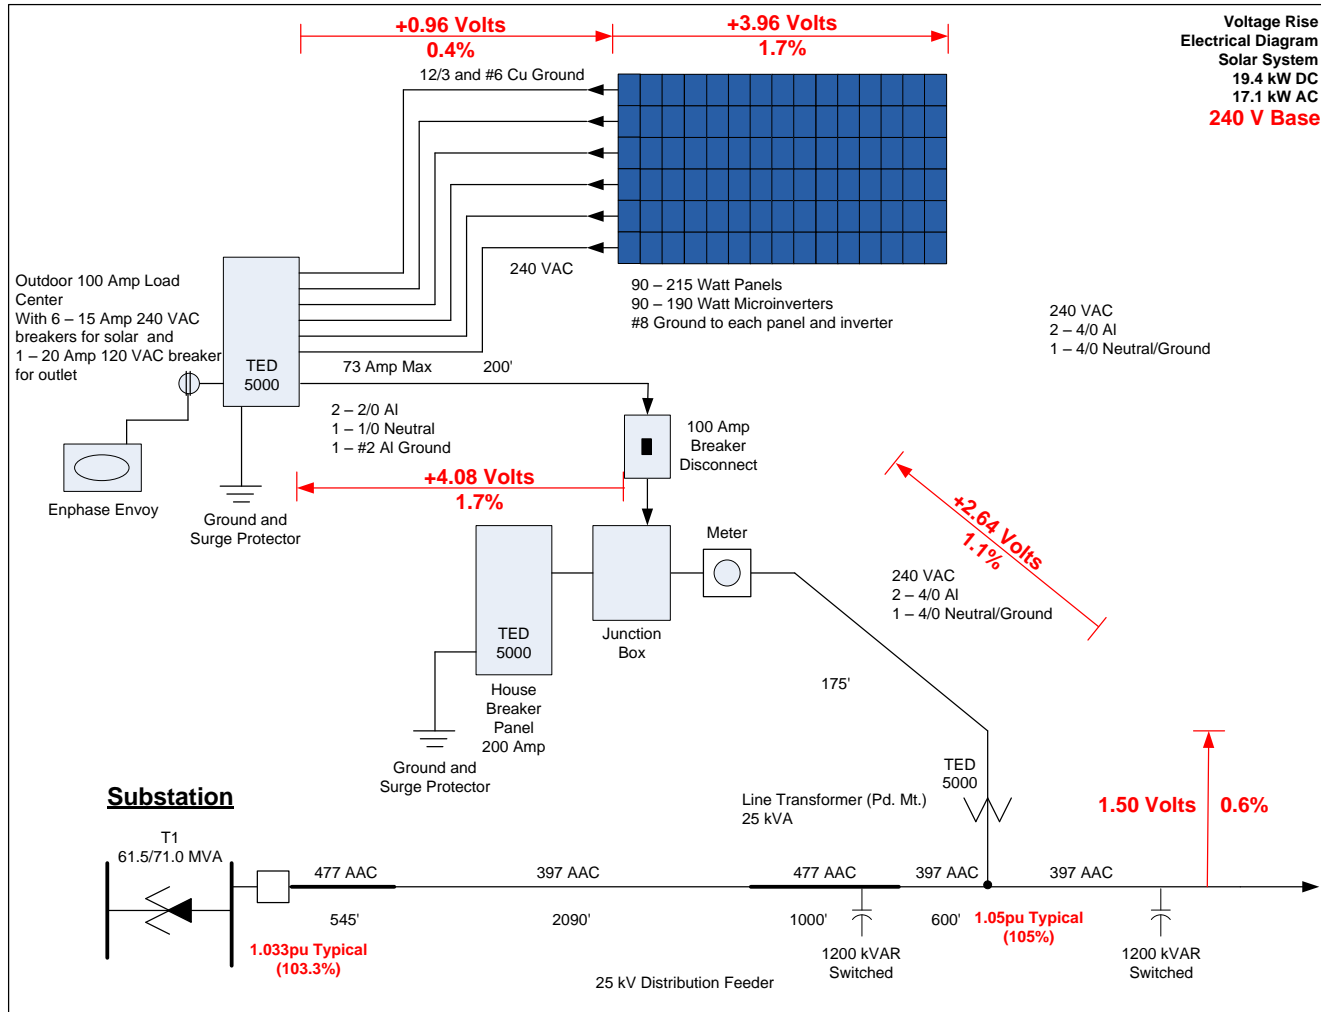 +0.96 Volts
0.4%
+3.96 Volts
1.7%
Voltage Rise
Electrical Diagram
Solar System
19.4 kW DC
17.1 kW AC
240 V Base
12/3 and #6 Cu Ground
240 VAC
90 – 215 Watt Panels
90 – 190 Watt Microinverters
#8 Ground to each panel and inverter
Outdoor 100 Amp Load
Center
With 6 – 15 Amp 240 VAC
breakers for solar and
1 – 20 Amp 120 VAC breaker
for outlet
TED
5000
73 Amp Max
200'
240 VAC
2 – 4/0 Al
1 – 4/0 Neutral/Ground
2 – 2/0 Al
1 – 1/0 Neutral
1 – #2 Al Ground
100 Amp
Breaker
Disconnect
+4.08 Volts
1.7%
Enphase Envoy
Ground and
Surge Protector
Meter
+2.64 Volts
1.1%
240 VAC
2 – 4/0 Al
1 – 4/0 Neutral/Ground
TED
5000
Junction
Box
House
Breaker
Panel
200 Amp
175'
Ground and
Surge Protector
TED
5000
Line Transformer (Pd. Mt.)
25 kVA
1.50 Volts
0.6%
Substation
T1
61.5/71.0 MVA
477 AAC
397 AAC
477 AAC
397 AAC
397 AAC
545'
2090'
1000'
600'
1.033pu Typical
(103.3%)
1.05pu Typical
(105%)
1200 kVAR
Switched
1200 kVAR
Switched
25 kV Distribution Feeder